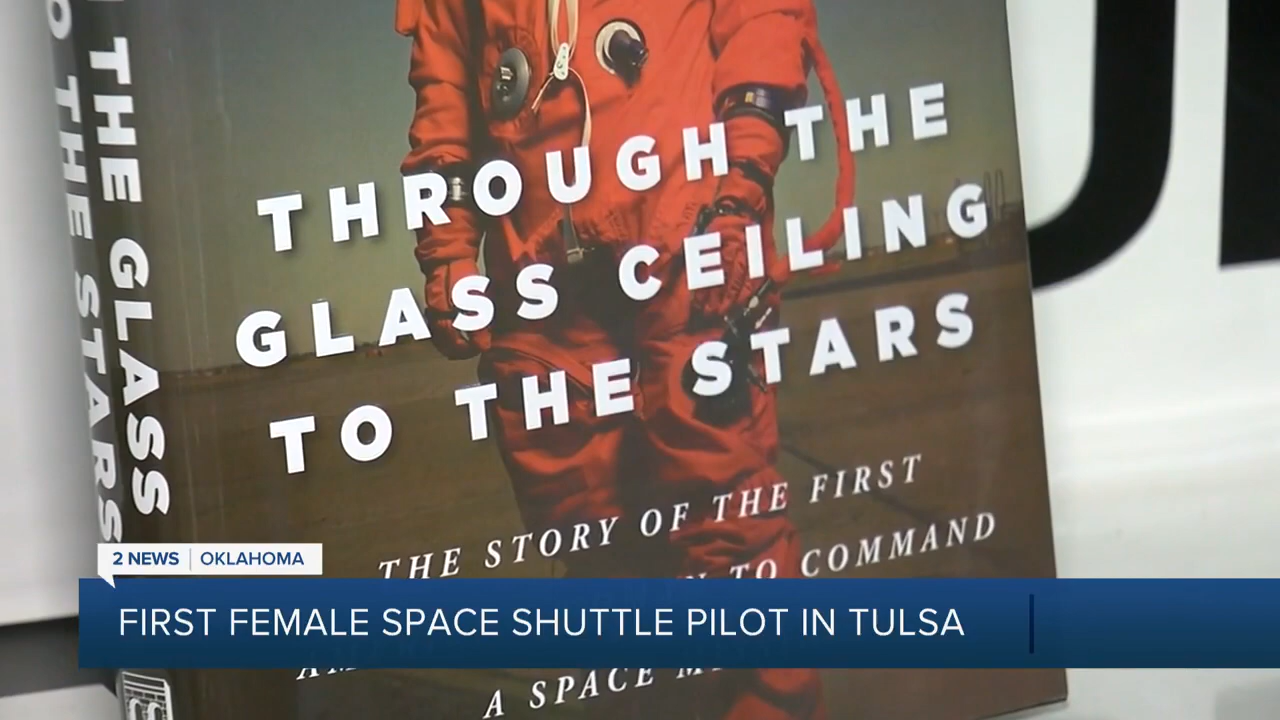 THE GLASS
THE STARS
THROUGH THE
GLASS CEILING
TO THE STARS
THE STORY OF THE FIRST
TO COMMAND
A SPACE
2 NEWS | OKLAHOMA
FIRST FEMALE SPACE SHUTTLE PILOT IN TULSA